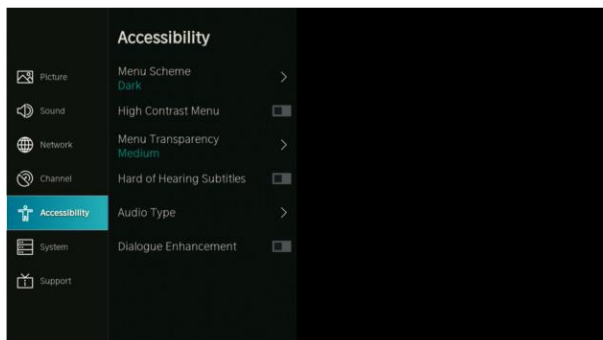 Accessibility
Picture
Sound
Network
Channel
Accessibility
System
Support
Menu Scheme
Dark
High Contrast Menu
Menu Transparency
Medium
Hard of Hearing Subtitles
Audio Type
Dialogue Enhancement